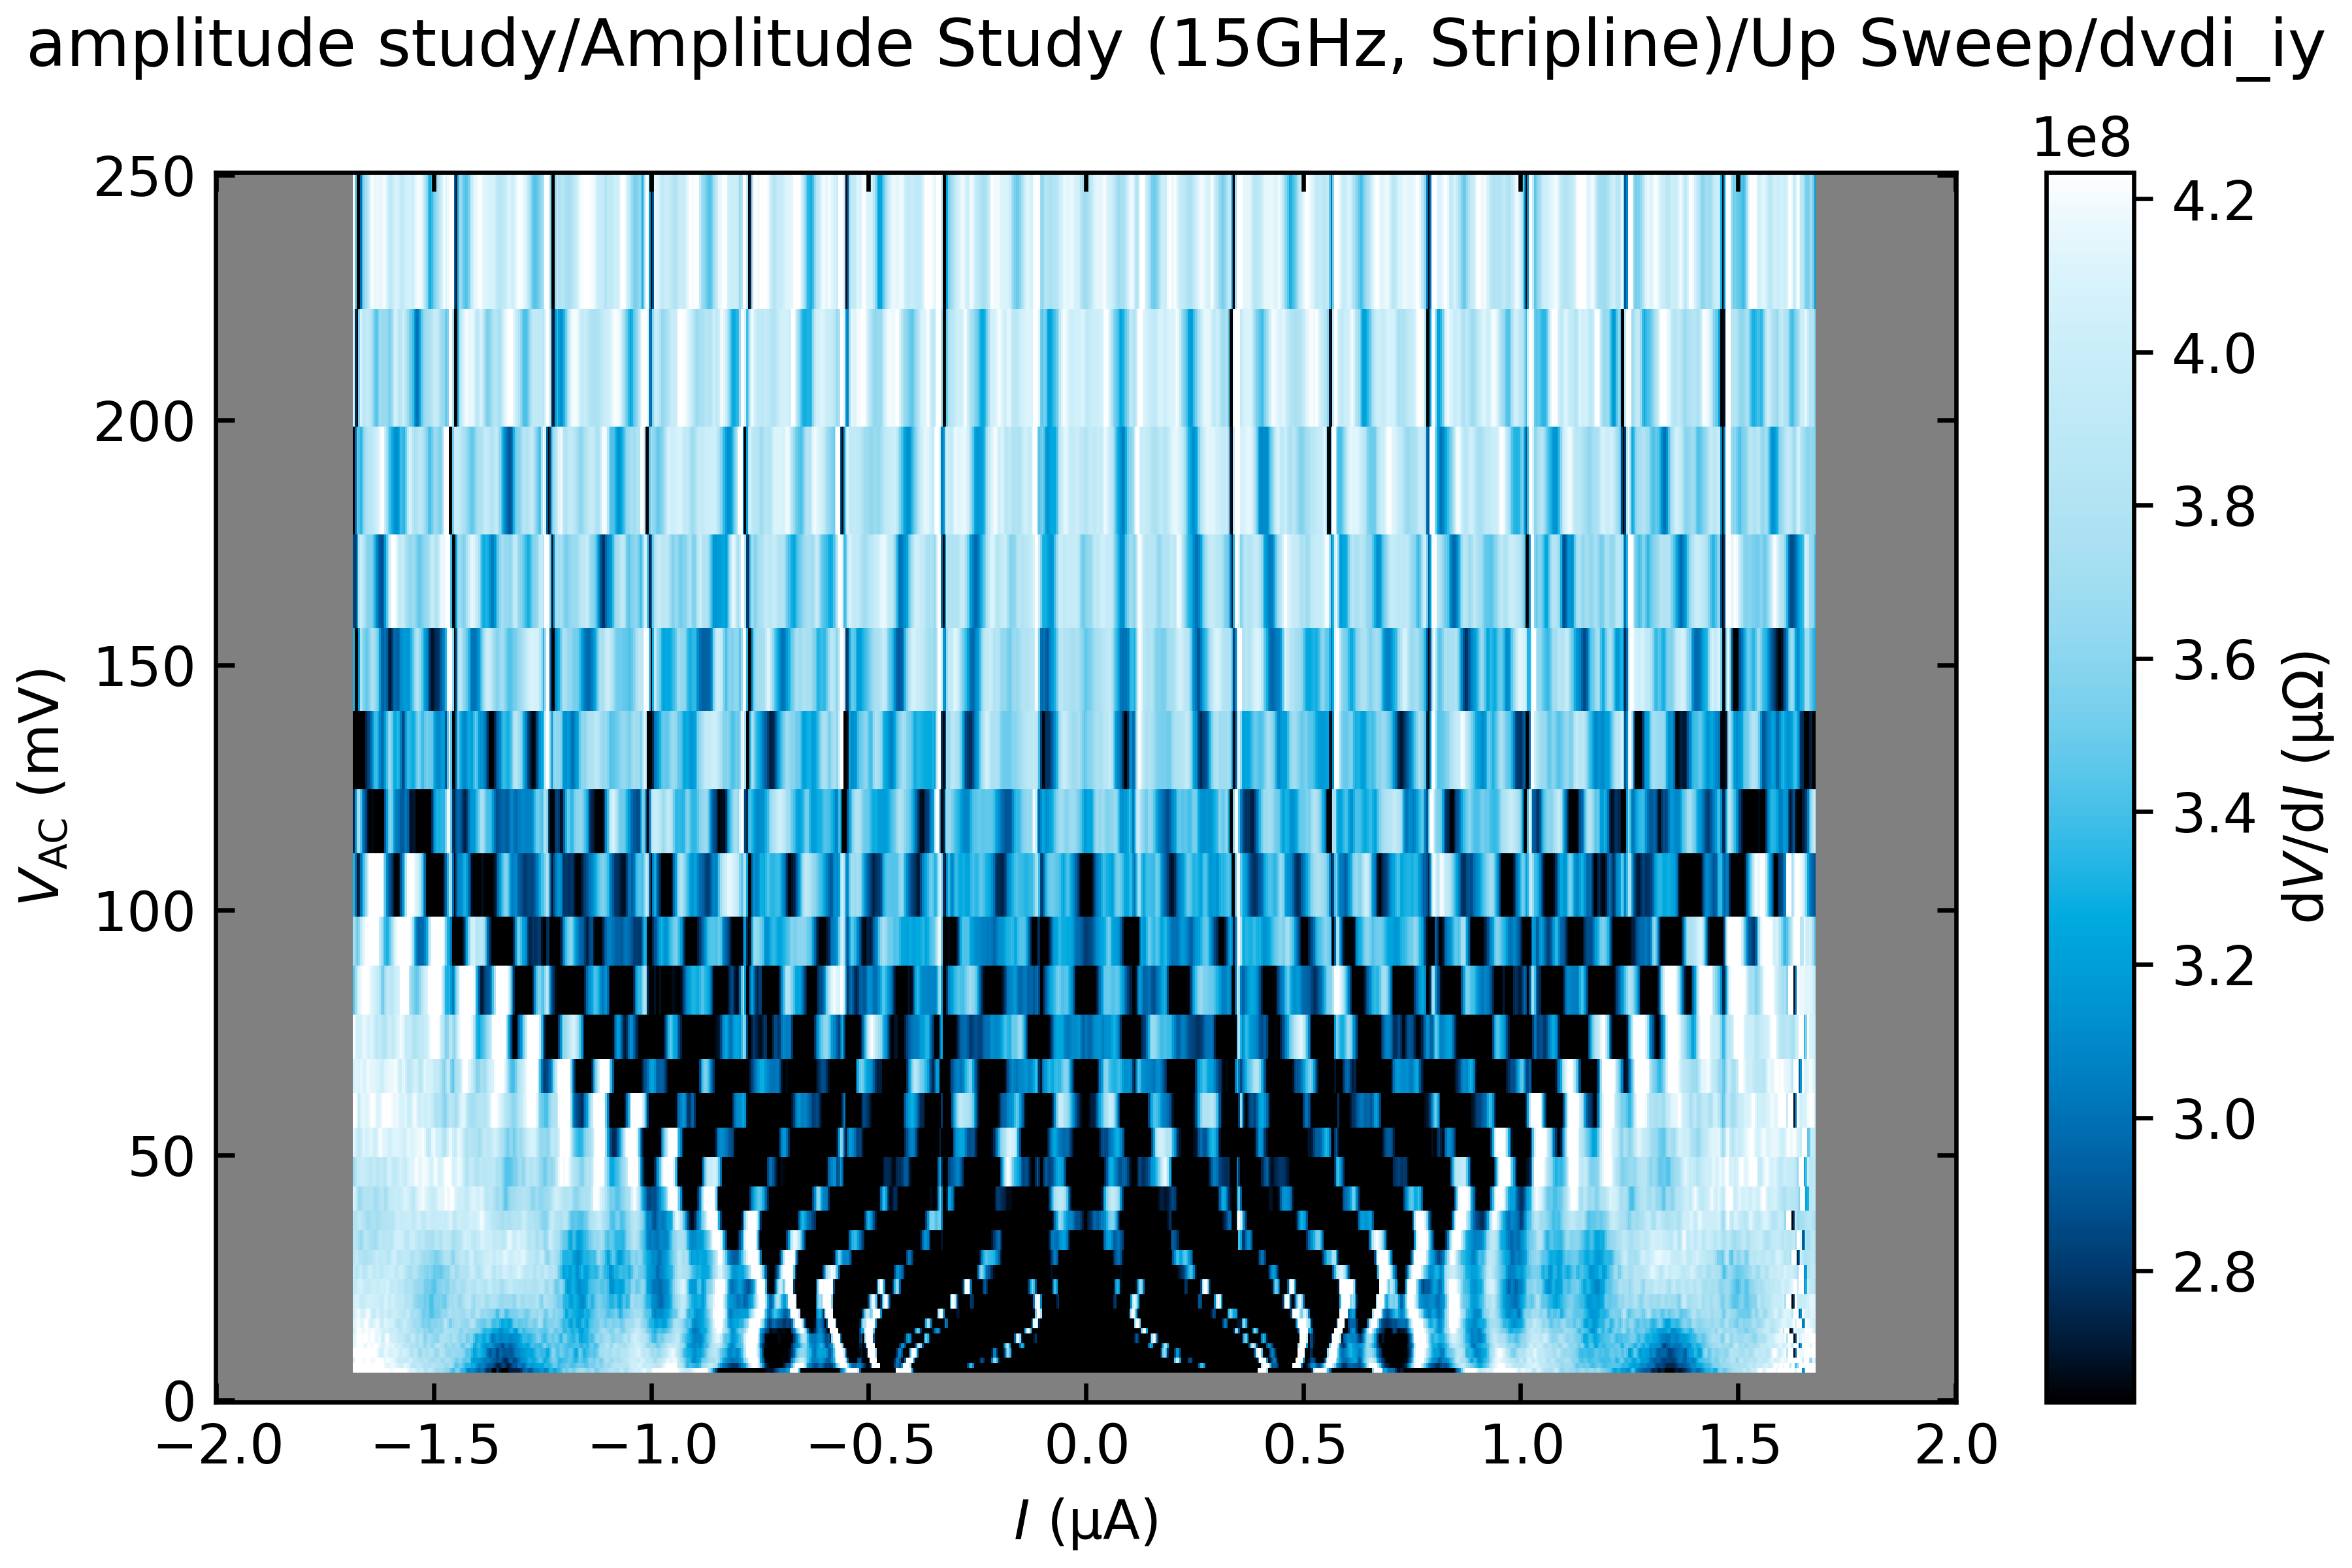 amplitude study/Amplitude Study (15GHz, Stripline)/Up Sweep/dvdi_iy
1e8
250
200
150
100
50
0
V_AC (mV)
−2.0 −1.5 −1.0 −0.5 0.0 0.5 1.0 1.5 2.0
I (µA)
4.2
4.0
3.8
3.6
3.4
3.2
3.0
2.8
dV/dI (µΩ)